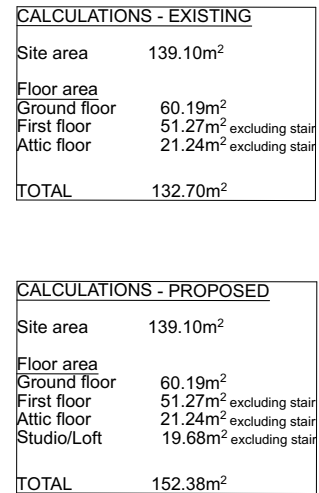 CALCULATIONS - EXISTING
Site area 139.10m²
Floor area
Ground floor 60.19m²
First floor 51.27m² excluding stair
Attic floor 21.24m² excluding stair
TOTAL 132.70m²
CALCULATIONS - PROPOSED
Site area 139.10m²
Floor area
Ground floor 60.19m²
First floor 51.27m² excluding stair
Attic floor 21.24m² excluding stair
Studio/Loft 19.68m² excluding stair
TOTAL 152.38m²